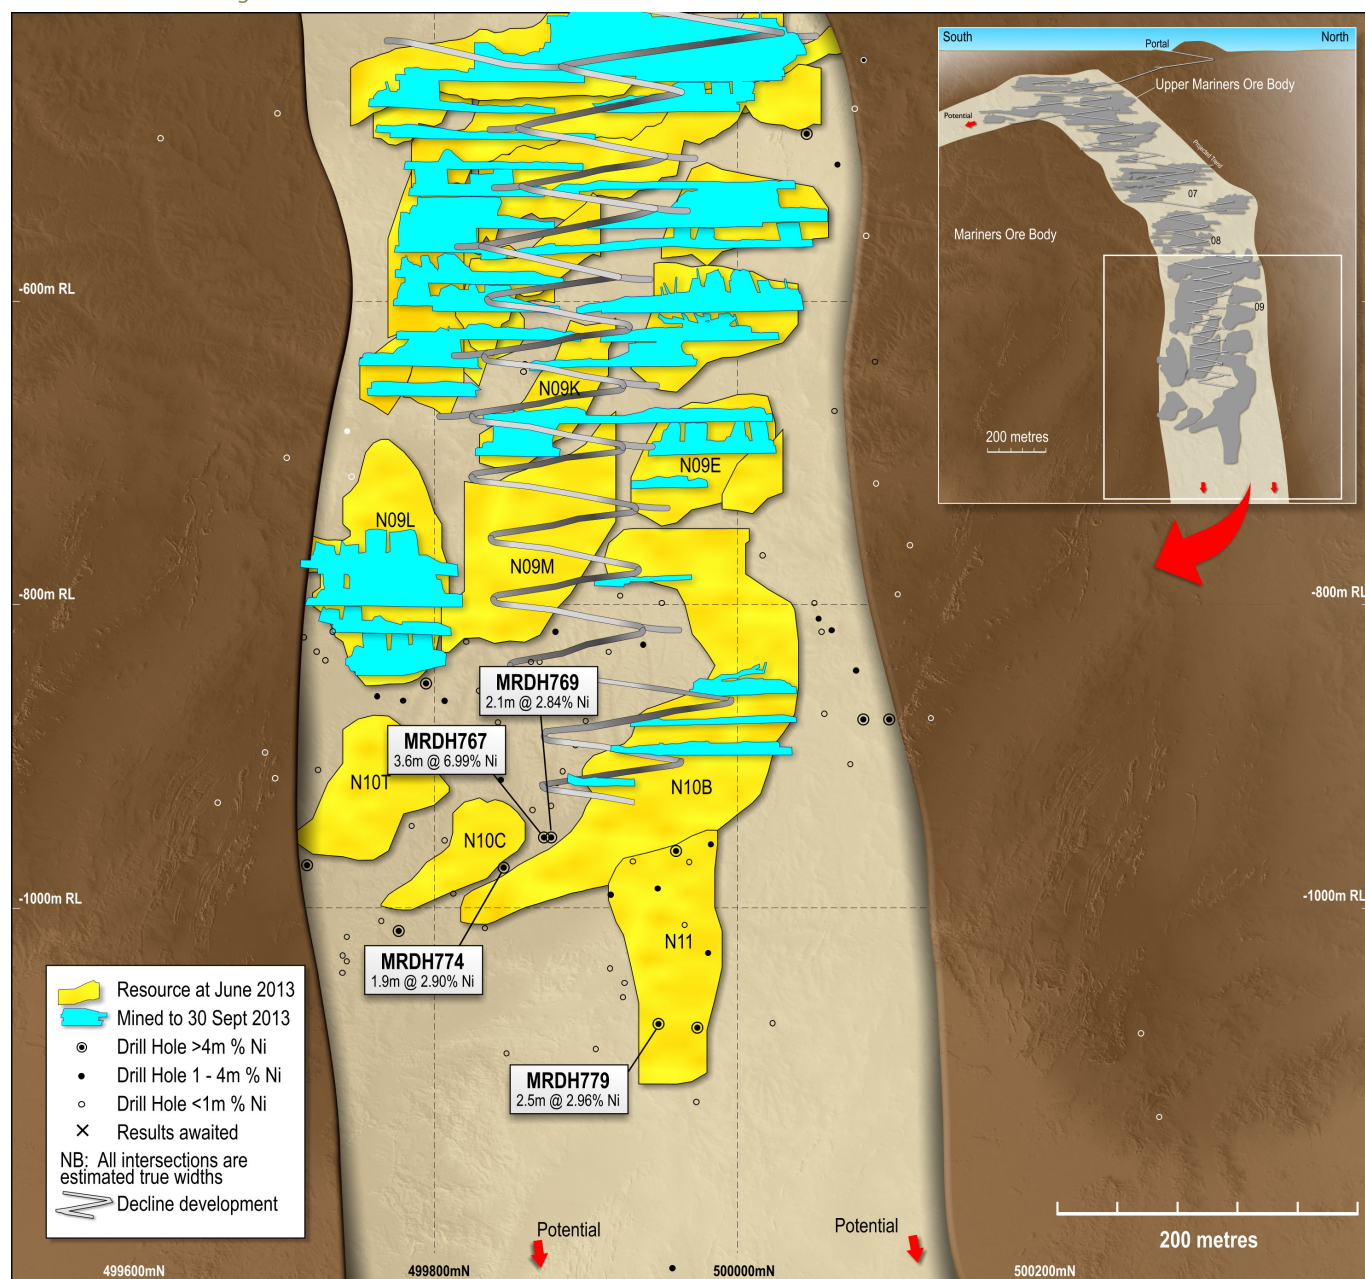 South
Portal
North
Upper Mariners Ore Body
Potential
Projected Trend
07
Mariners Ore Body
08
09
200 metres
-600m RL
N09K
N09E
N09L
N09M
-800m RL
-800m RL
MRDH769
2.1m @ 2.84% Ni
MRDH767
3.6m @ 6.99% Ni
N10T
N10B
N10C
-1000m RL
-1000m RL
N11
MRDH774
1.9m @ 2.90% Ni
MRDH779
2.5m @ 2.96% Ni
Resource at June 2013
Mined to 30 Sept 2013
Drill Hole >4m % Ni
Drill Hole 1 - 4m % Ni
Drill Hole <1m % Ni
Results awaited
NB: All intersections are
estimated true widths
Decline development
Potential
Potential
200 metres
499600mN
499800mN
500000mN
500200mN